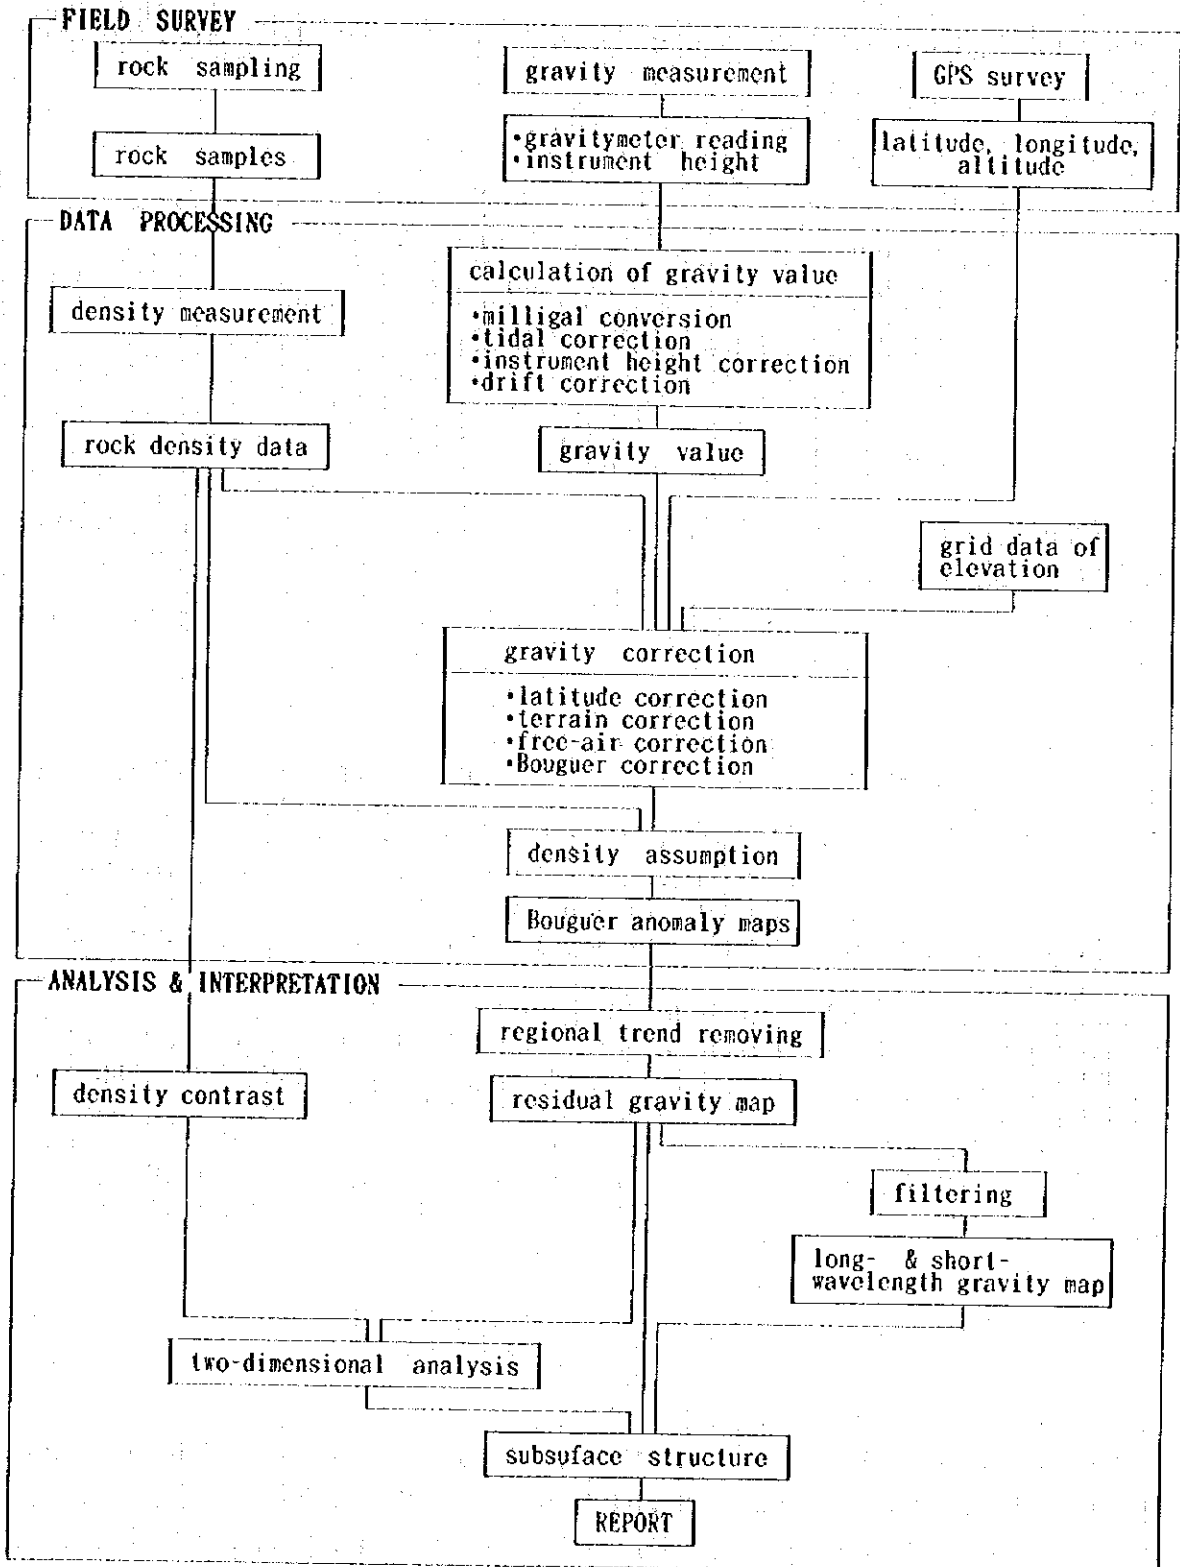 FIELD SURVEY
rock sampling
gravity measurement
GPS survey
rock samples
•gravitymeter reading
•instrument height
latitude, longitude,
altitude
DATA PROCESSING
calculation of gravity value
•milligal conversion
•tidal correction
•instrument height correction
•drift correction
density measurement
rock density data
gravity value
grid data of
elevation
gravity correction
•latitude correction
•terrain correction
•free-air correction
•Bouguer correction
density assumption
Bouguer anomaly maps
ANALYSIS & INTERPRETATION
regional trend removing
density contrast
residual gravity map
filtering
long- & short-
wavelength gravity map
two-dimensional analysis
subsuface structure
REPORT